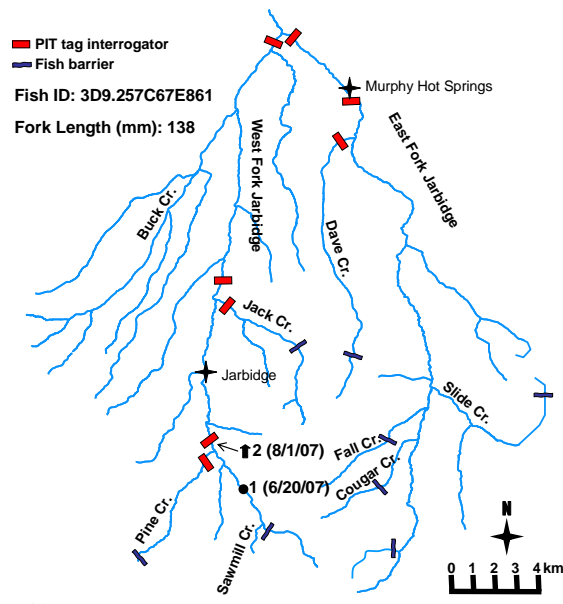 PIT tag interrogator
Fish barrier
Fish ID: 3D9.257C67E861
Fork Length (mm): 138
Murphy Hot Springs
West Fork Jarbidge
East Fork Jarbidge
Buck Cr.
Dave Cr.
Jack Cr.
Jarbidge
Slide Cr.
Fall Cr.
Cougar Cr.
2 (8/1/07)
1 (6/20/07)
Pine Cr.
Sawmill Cr.
N
0 1 2 3 4 km